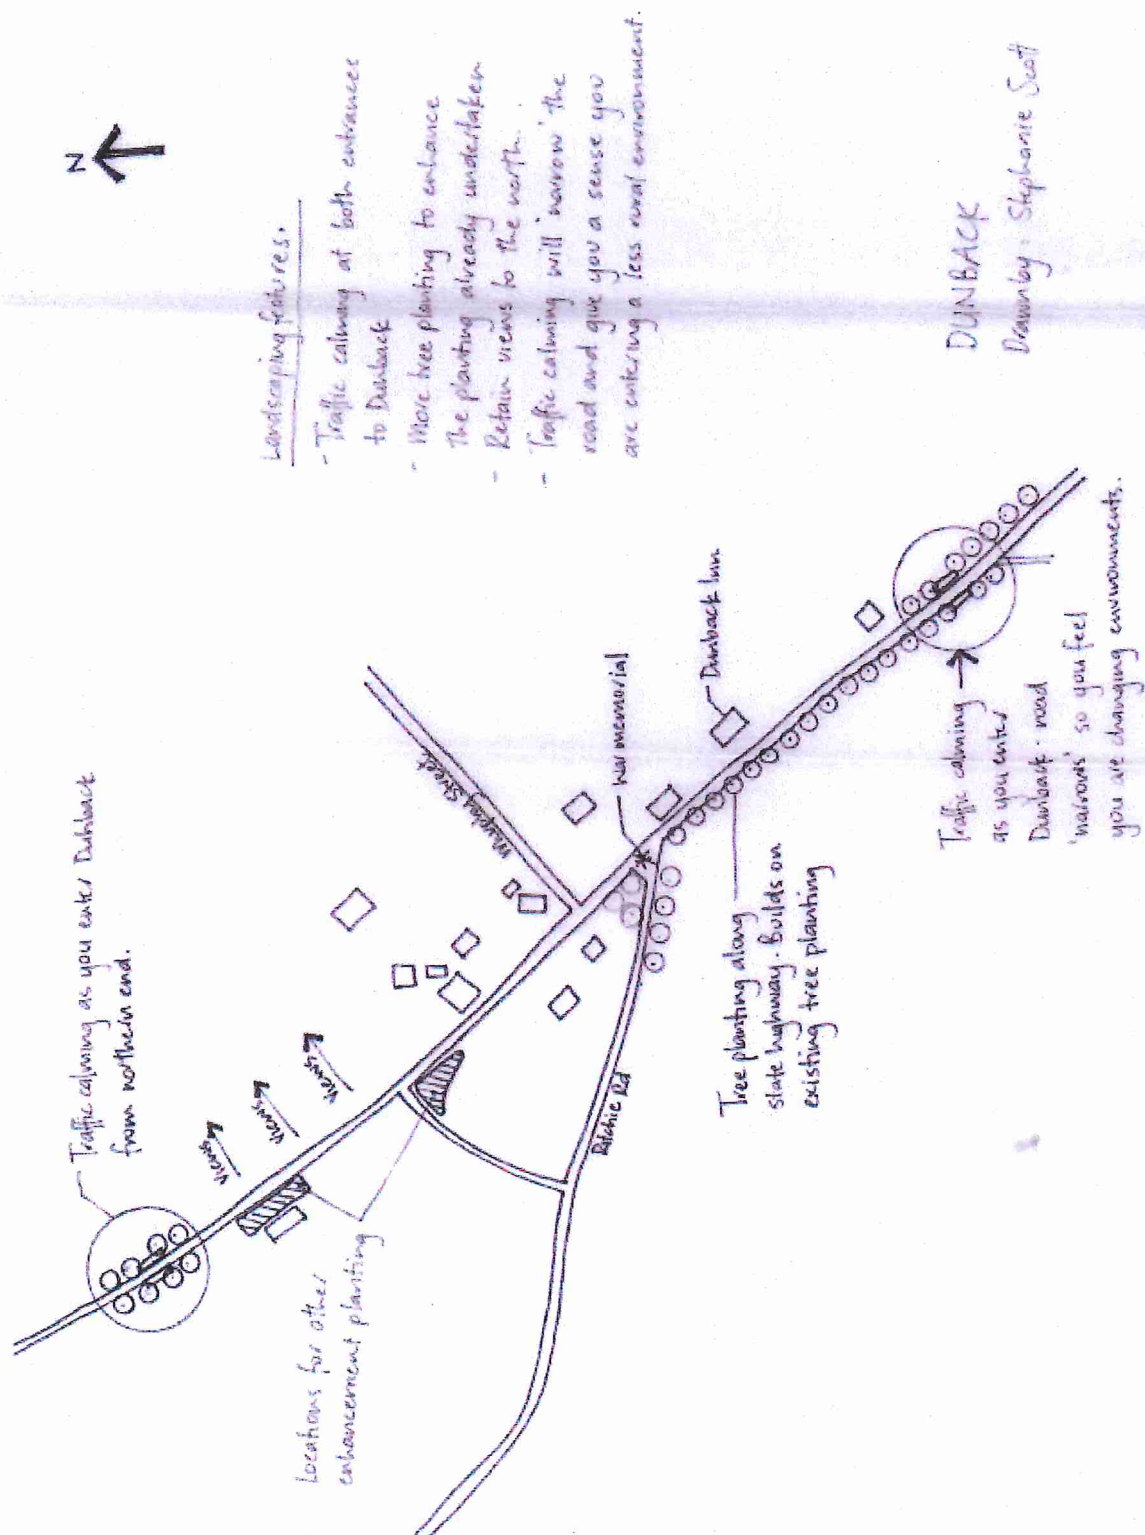 N
Landscaping features.
- Traffic calming at both entrances
to Dunback
- More tree planting to enhance
the planting already undertaken
- Retain views to the north.
- Traffic calming will 'narrow' the
road and give you a sense you
are entering a less rural environment.
Traffic calming as you enter Dunback
from northern end.
views
views
views
Locations for other
enhancement planting
Murphy Street
War memorial
Dunback Inn
Ritchie Rd
Tree planting along
state highway. Builds on
existing tree planting
Traffic calming
as you enter
Dunback - road
'narrows' so you feel
you are changing environments.
DUNBACK
Drawn by: Stephanie Scott